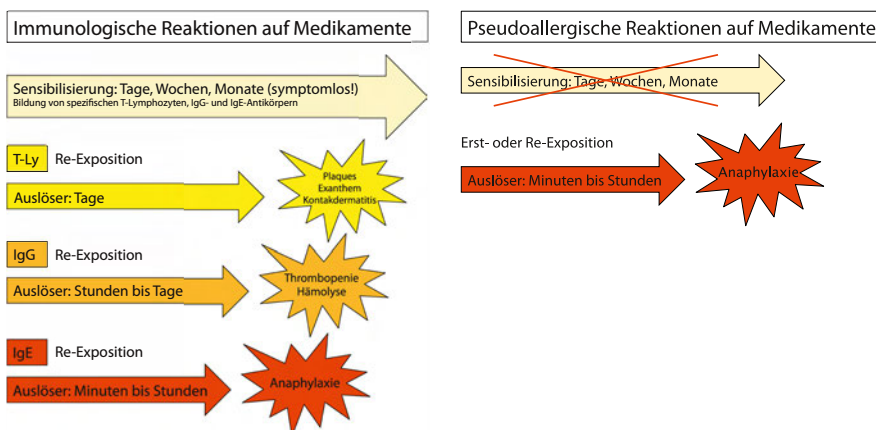 Immunologische Reaktionen auf Medikamente
Sensibilisierung: Tage, Wochen, Monate (symptomlos!)
Bildung von spezifischen T-Lymphozyten, IgG- und IgE-Antikörpern
T-Ly Re-Exposition
Auslöser: Tage
Plaques
Exanthem
Kontakdermatitis
IgG Re-Exposition
Auslöser: Stunden bis Tage
Thrombopenie
Hämolyse
IgE Re-Exposition
Auslöser: Minuten bis Stunden
Anaphylaxie
Pseudoallergische Reaktionen auf Medikamente
Sensibilisierung: Tage, Wochen, Monate
Erst- oder Re-Exposition
Auslöser: Minuten bis Stunden
Anaphylaxie